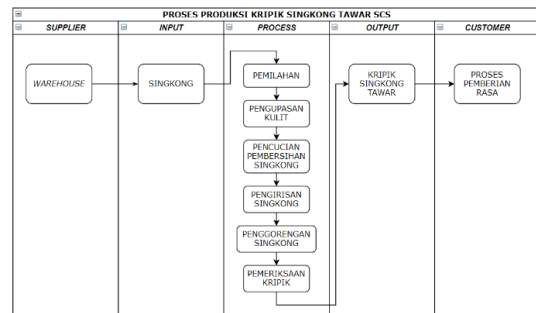 PROSES PRODUKSI KRIPIK SINGKONG TAWAR SCS
SUPPLIER
INPUT
PROCESS
OUTPUT
CUSTOMER
WAREHOUSE
SINGKONG
PEMILAHAN
PENGUPASAN
KULIT
PENCUCIAN
PEMBERSIHAN
SINGKONG
PENGIRISAN
SINGKONG
PENGGORENGAN
SINGKONG
PEMERIKSAAN
KRIPIK
KRIPIK
SINGKONG
TAWAR
PROSES
PEMBERIAN
RASA